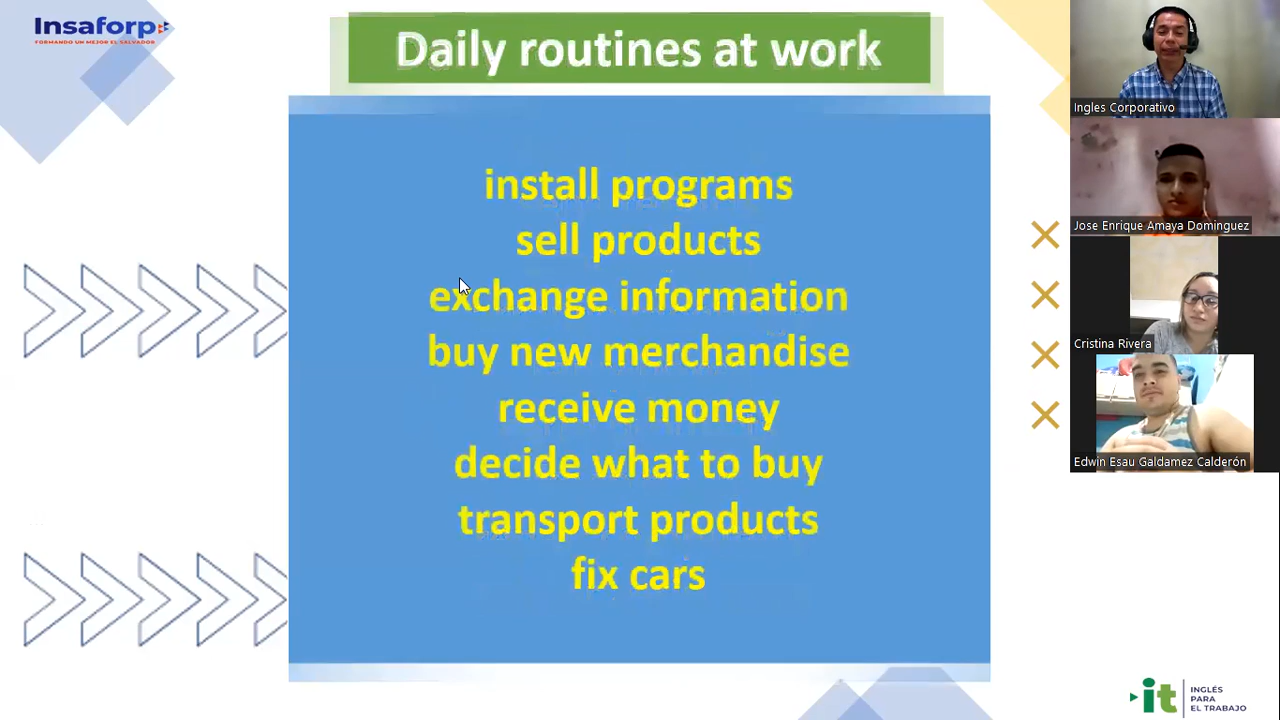 Insaforp
FORMANDO UN MEJOR EL SALVADOR
Daily routines at work
install programs
sell products
exchange information
buy new merchandise
receive money
decide what to buy
transport products
fix cars
Ingles Corporativo
Jose Enrique Amaya Dominguez
Cristina Rivera
Edwin Esau Galdamez Calderón
it
INGLÉS
PARA
EL TRABAJO